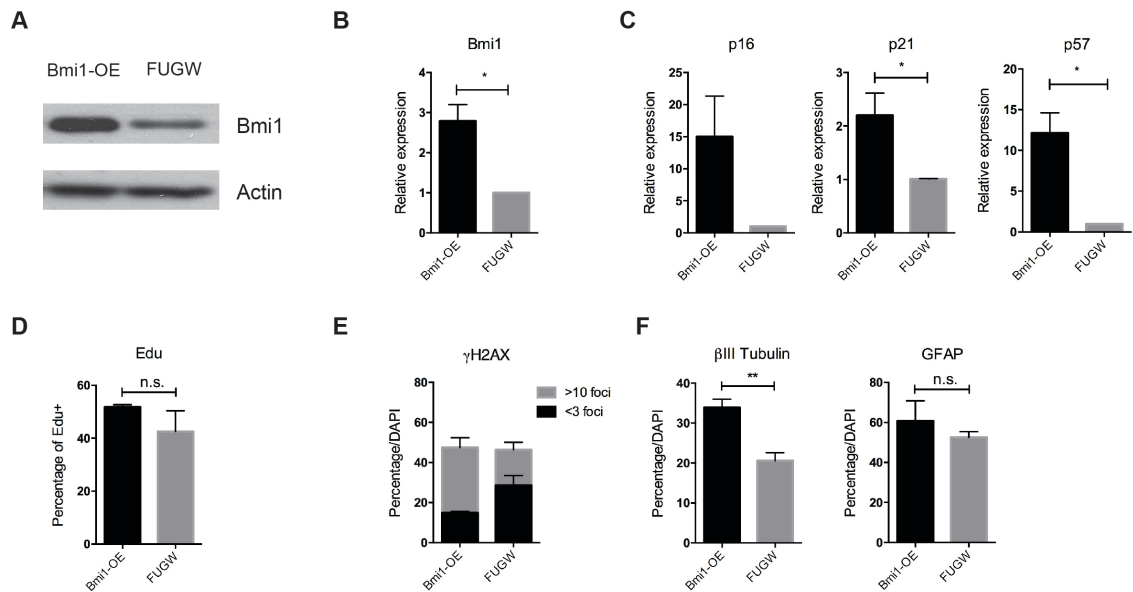 A
Bmi1-OE FUGW
Bmi1
Actin
B
Bmi1
Relative expression
4
3
2
1
0
*
Bmi1-OE
FUGW
C
p16
Relative expression
25
20
15
10
5
0
Bmi1-OE
FUGW
p21
Relative expression
3
2
1
0
*
Bmi1-OE
FUGW
p57
Relative expression
20
15
10
5
0
*
Bmi1-OE
FUGW
D
Edu
Percentage of Edu+
60
40
20
0
n.s.
Bmi1-OE
FUGW
E
γH2AX
Percentage/DAPI
80
60
40
20
0
>10 foci
<3 foci
Bmi1-OE
FUGW
F
βIII Tubulin
Percentage/DAPI
40
30
20
10
0
**
Bmi1-OE
FUGW
GFAP
Percentage/DAPI
80
60
40
20
0
n.s.
Bmi1-OE
FUGW